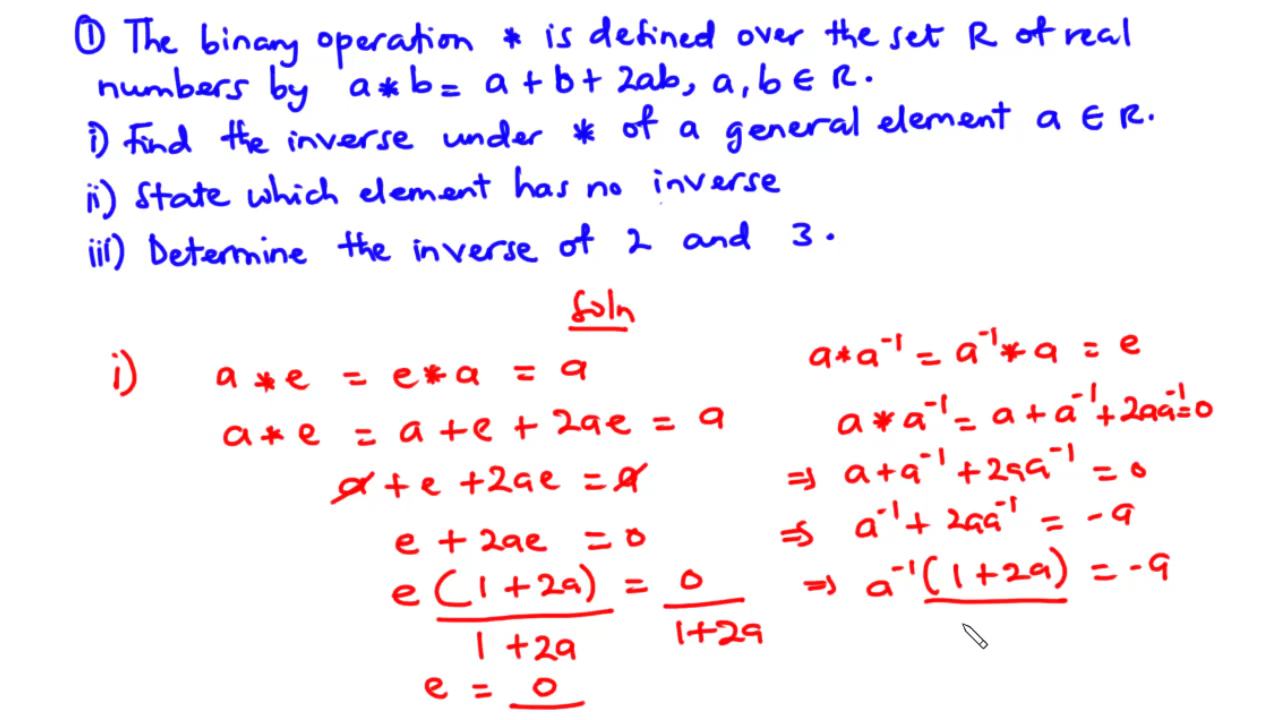 ① The binary operation * is defined over the set R of real
numbers by a * b = a + b + 2ab, a, b ∈ R.
i) Find the inverse under * of a general element a ∈ R.
ii) State which element has no inverse
iii) Determine the inverse of 2 and 3.
Soln
i) a * e = e * a = a
a * e = a + e + 2ae = a
a + e + 2ae = a
e + 2ae = 0
e (1 + 2a) = 0
1 + 2a 1 + 2a
e = 0
a * a⁻¹ = a⁻¹ * a = e
a * a⁻¹ = a + a⁻¹ + 2aa⁻¹ = 0
⇒ a + a⁻¹ + 2aa⁻¹ = 0
⇒ a⁻¹ + 2aa⁻¹ = -a
⇒ a⁻¹ (1 + 2a) = -a